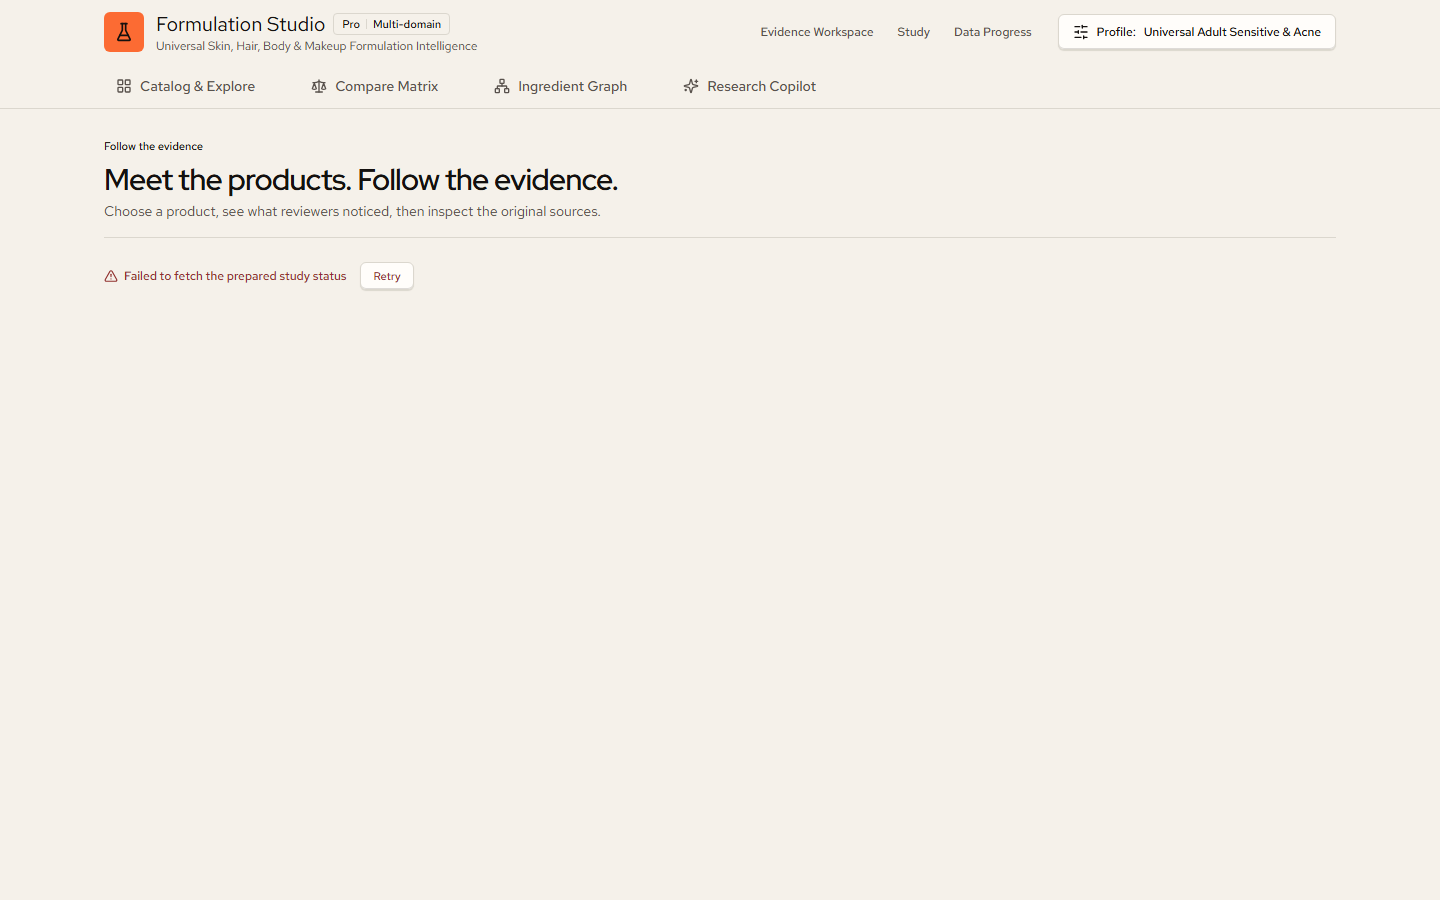 Formulation Studio
Pro | Multi-domain
Universal Skin, Hair, Body & Makeup Formulation Intelligence
Evidence Workspace
Study
Data Progress
Profile: Universal Adult Sensitive & Acne
Catalog & Explore
Compare Matrix
Ingredient Graph
Research Copilot
Follow the evidence
Meet the products. Follow the evidence.
Choose a product, see what reviewers noticed, then inspect the original sources.
Failed to fetch the prepared study status
Retry